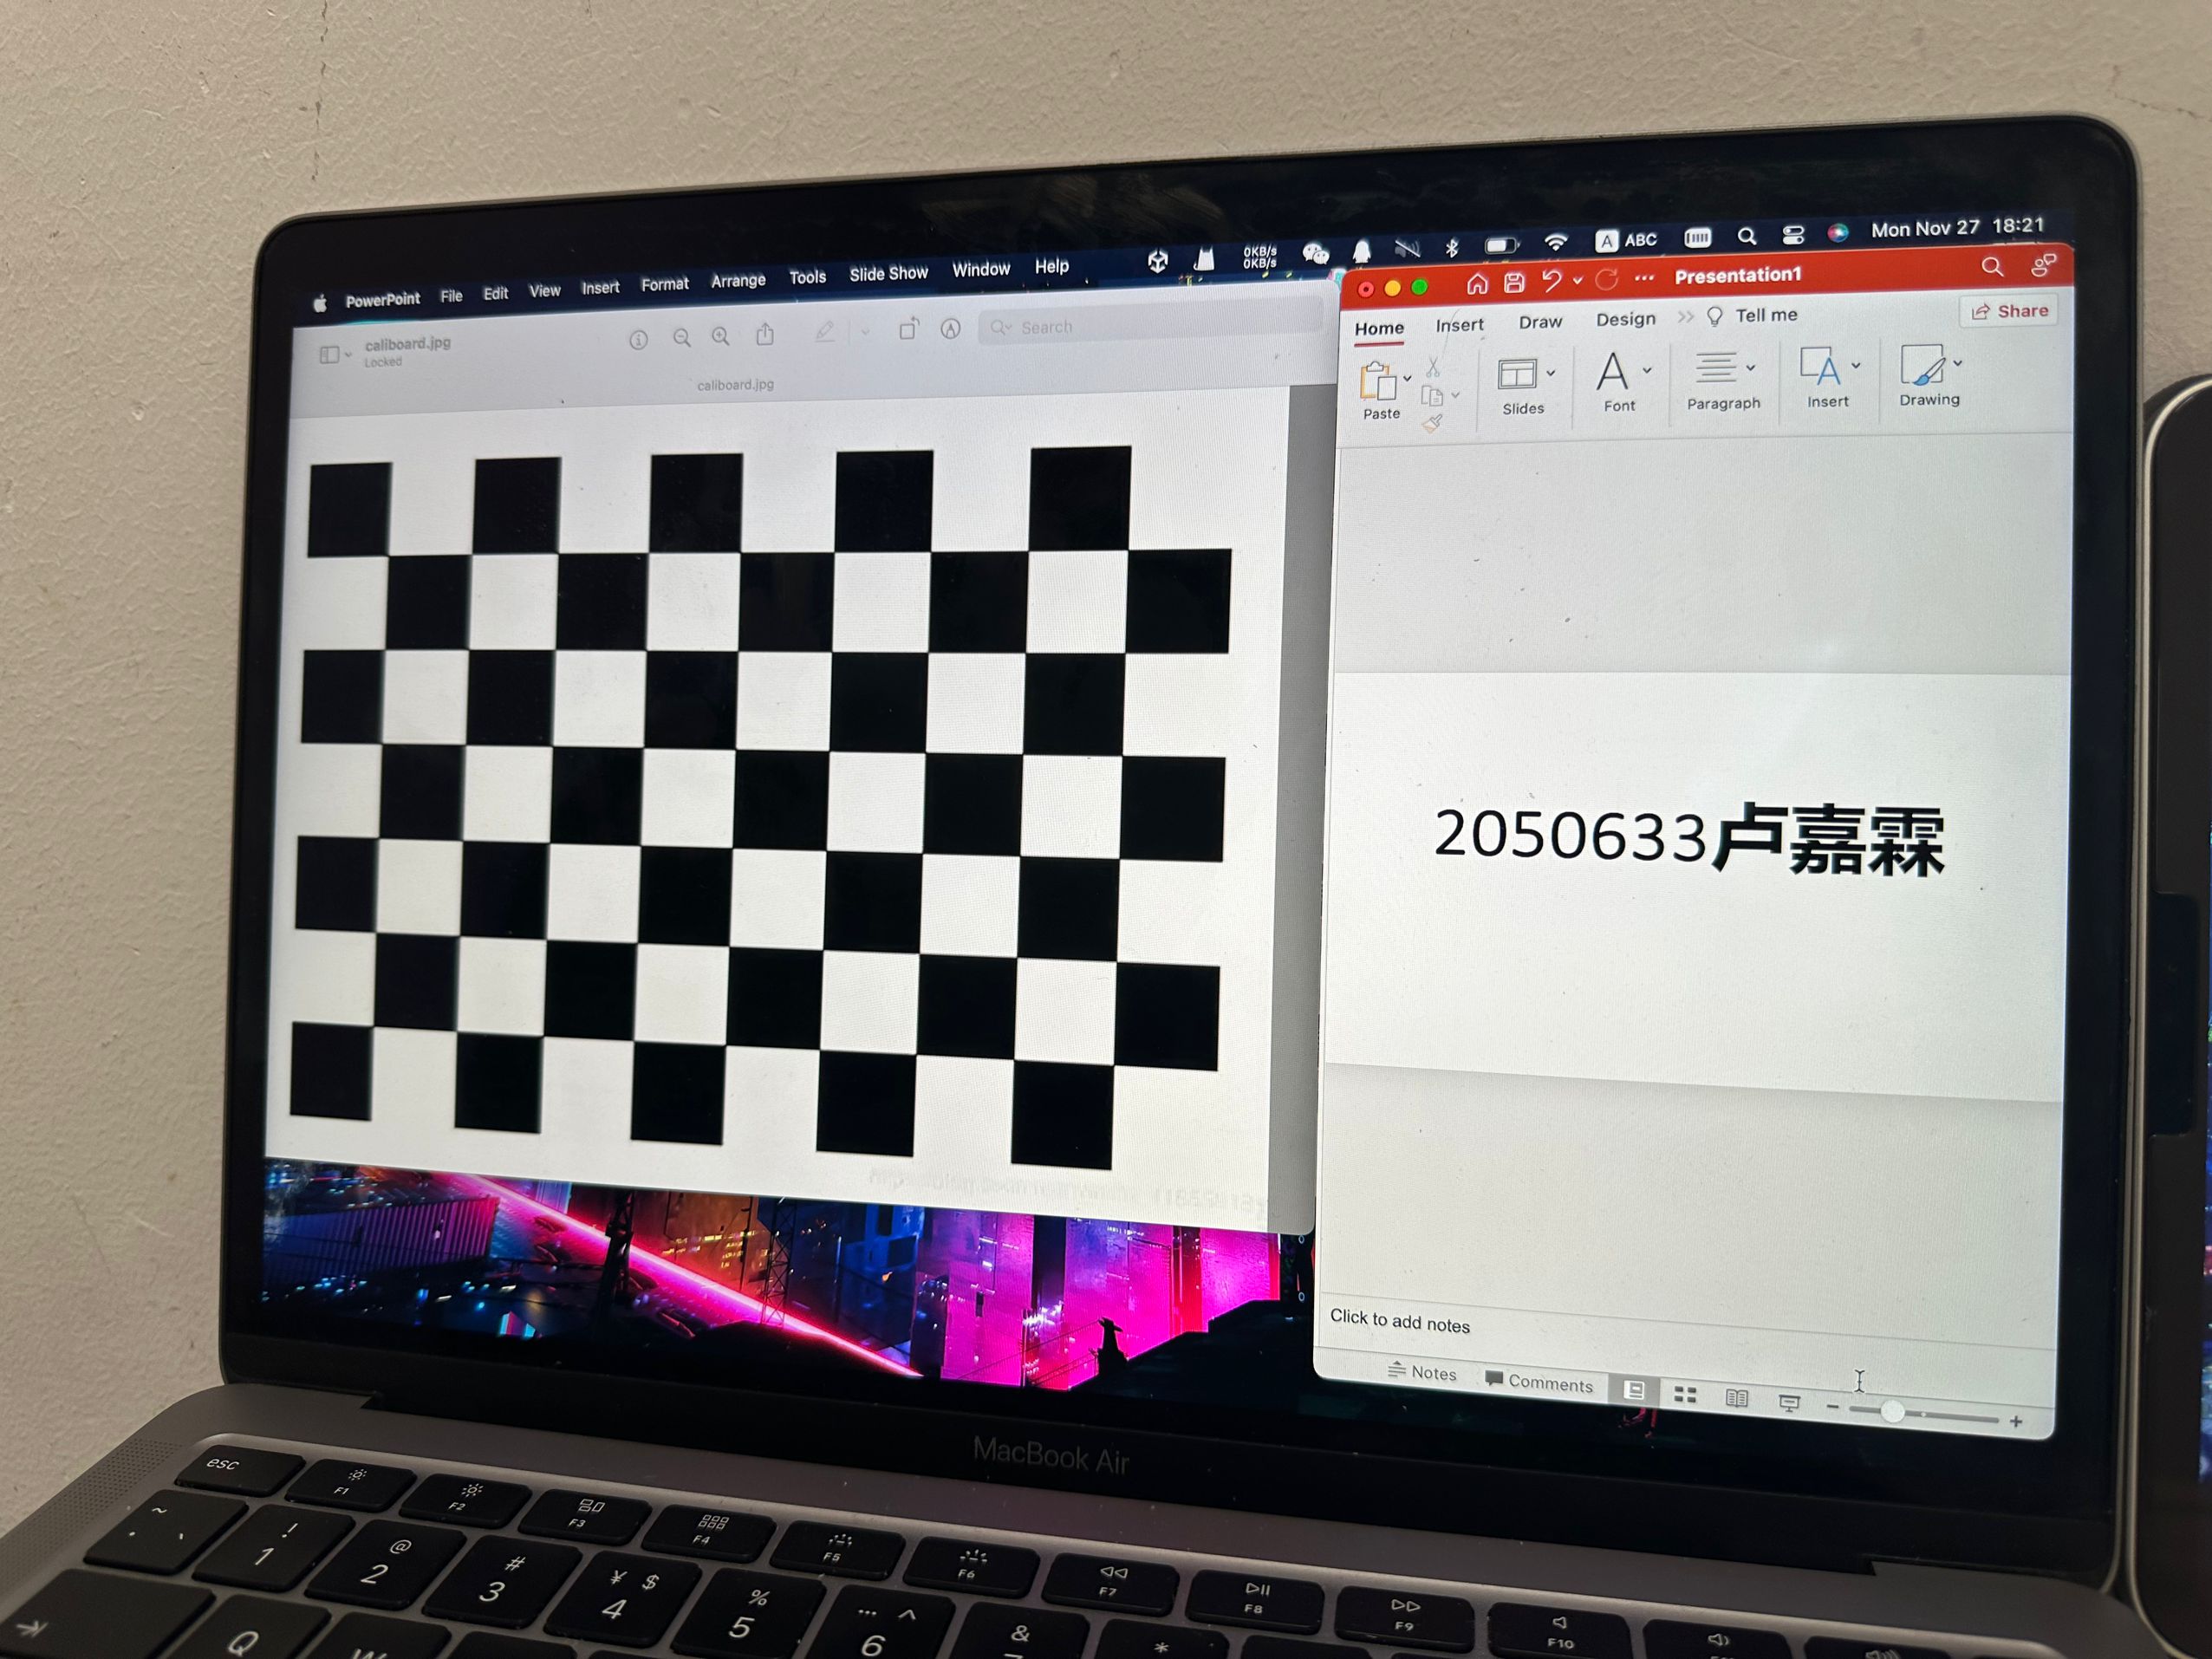 PowerPoint File Edit View Insert Format Arrange Tools Slide Show Window Help
0KB/s
0KB/s
A ABC
Mon Nov 27 18:21
caliboard.jpg
Locked
Search
caliboard.jpg
Presentation1
Home Insert Draw Design Tell me
Share
Paste Slides Font Paragraph Insert Drawing
2050633卢嘉霖
Click to add notes
Notes Comments
MacBook Air
esc F1 F2 F3 F4 F5 F6 F7 F8 F9 F10
~ ! @ # ¥ $ % … ^ & *
· ` 1 2 3 4 5 6
Q